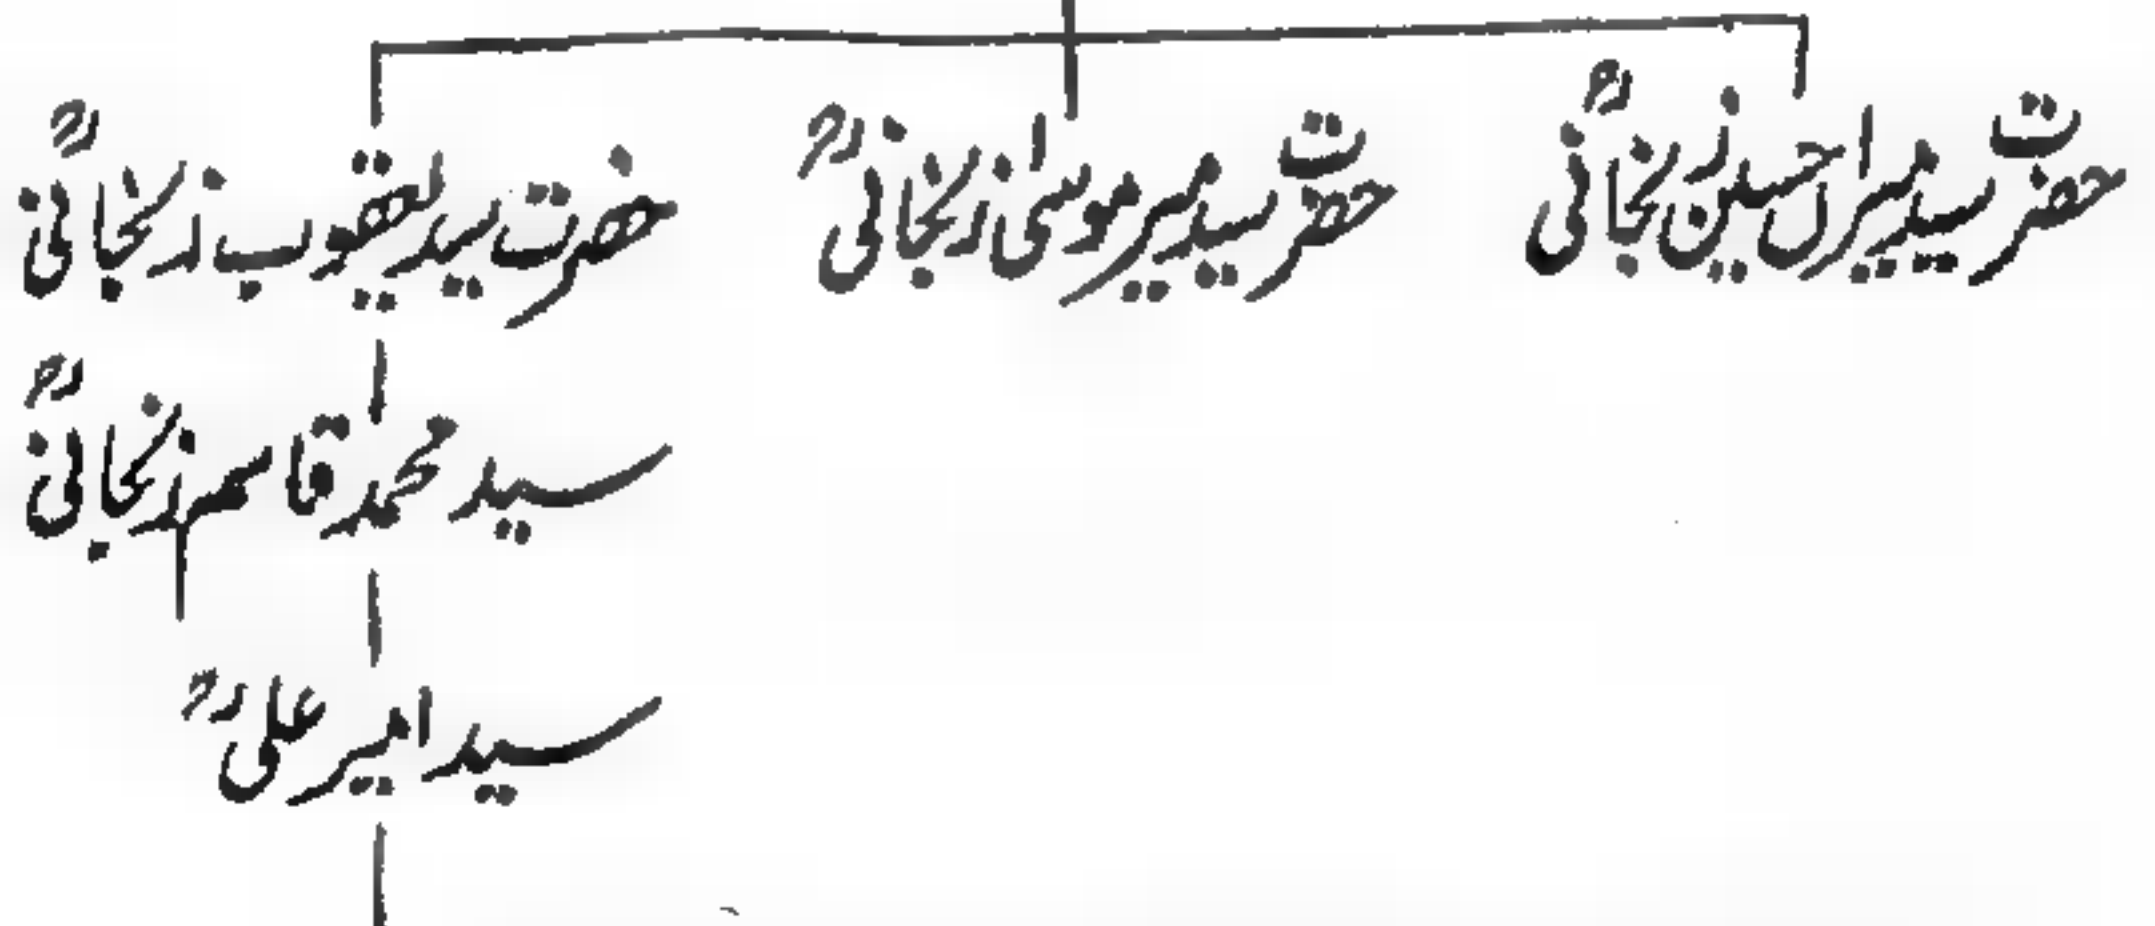 حضرت سید میراں حسین زنجانیؒ
حضرت سید میر موسیٰ زنجانیؒ
حضرت سید یعقوب زنجانیؒ
سید محمد قاسم زنجانیؒ
سید امیر علیؒ